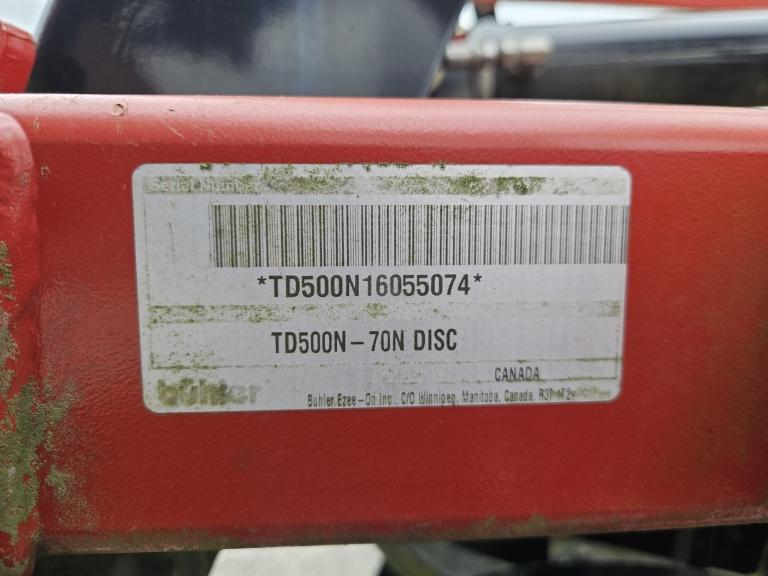 Serial Number
*TD500N16055074*
TD500N-70N DISC
CANADA
bühler
Buhler Ezee-On Inc., C/O Winnipeg, Manitoba, Canada,